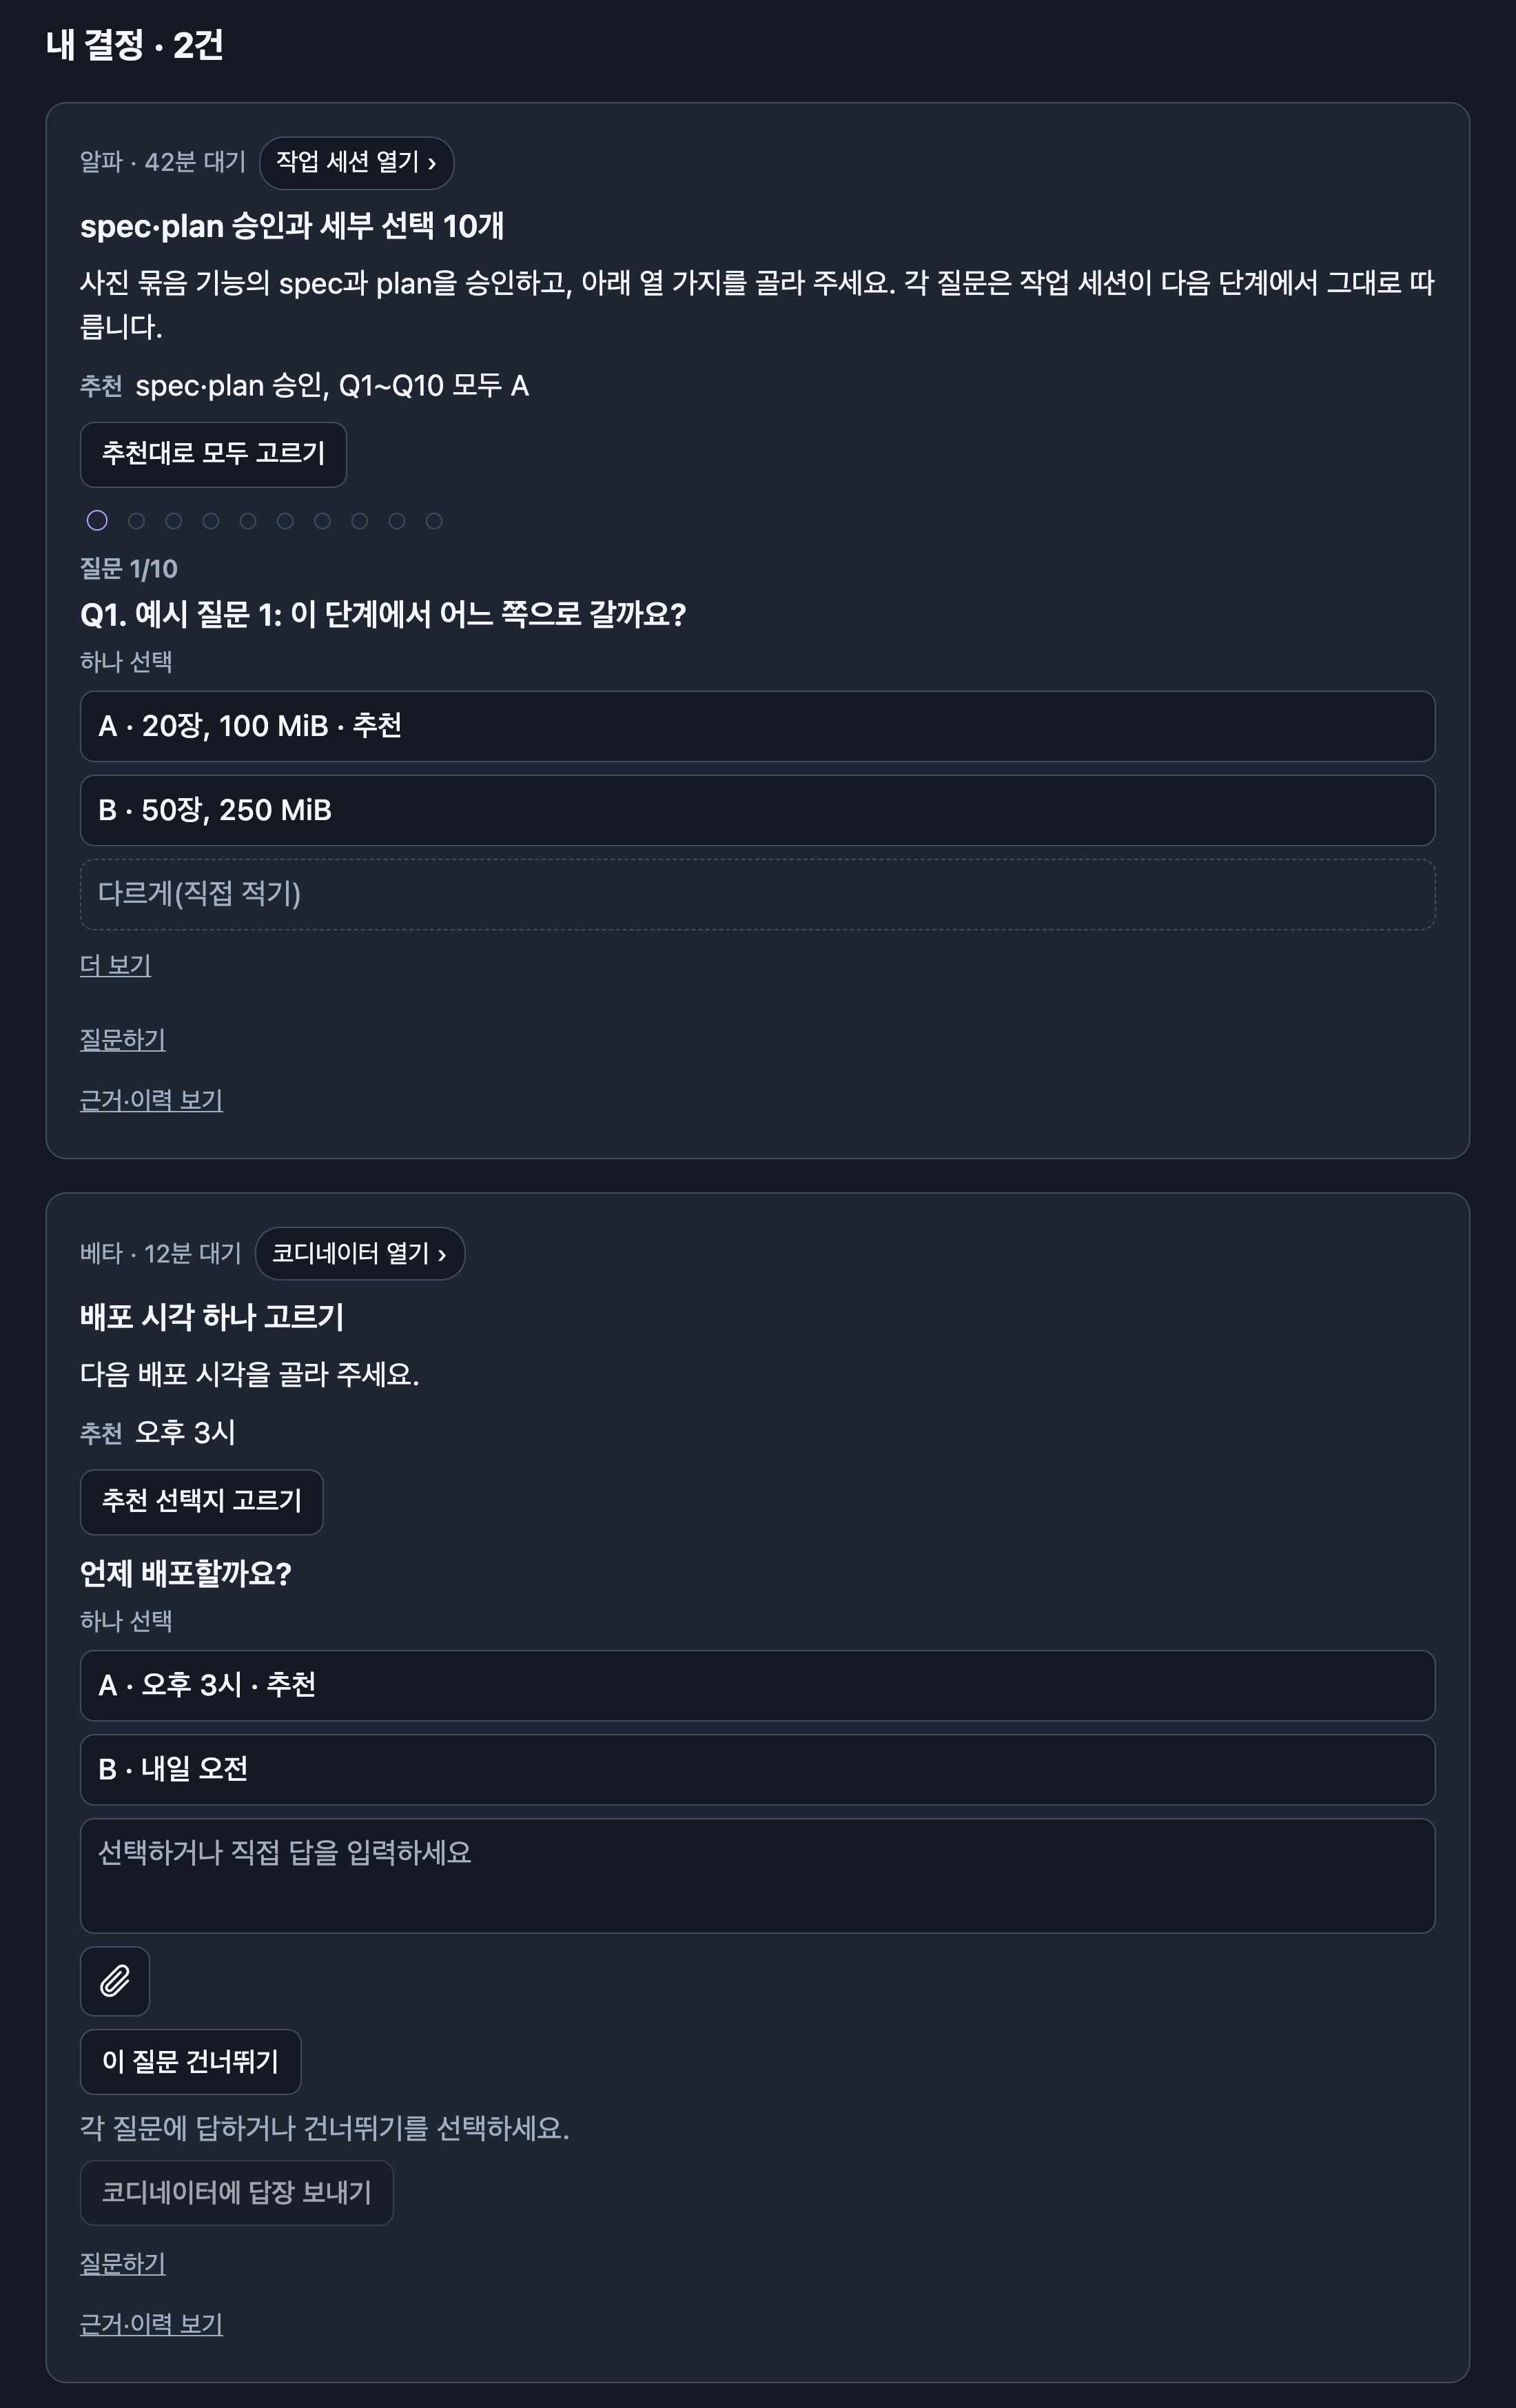 내 결정 · 2건
알파 · 42분 대기 작업 세션 열기 ›
spec·plan 승인과 세부 선택 10개
사진 묶음 기능의 spec과 plan을 승인하고, 아래 열 가지를 골라 주세요. 각 질문은 작업 세션이 다음 단계에서 그대로 따
릅니다.
추천 spec·plan 승인, Q1~Q10 모두 A
추천대로 모두 고르기
질문 1/10
Q1. 예시 질문 1: 이 단계에서 어느 쪽으로 갈까요?
하나 선택
A · 20장, 100 MiB · 추천
B · 50장, 250 MiB
다르게(직접 적기)
더 보기
질문하기
근거·이력 보기
베타 · 12분 대기 코디네이터 열기 ›
배포 시각 하나 고르기
다음 배포 시각을 골라 주세요.
추천 오후 3시
추천 선택지 고르기
언제 배포할까요?
하나 선택
A · 오후 3시 · 추천
B · 내일 오전
선택하거나 직접 답을 입력하세요
이 질문 건너뛰기
각 질문에 답하거나 건너뛰기를 선택하세요.
코디네이터에 답장 보내기
질문하기
근거·이력 보기